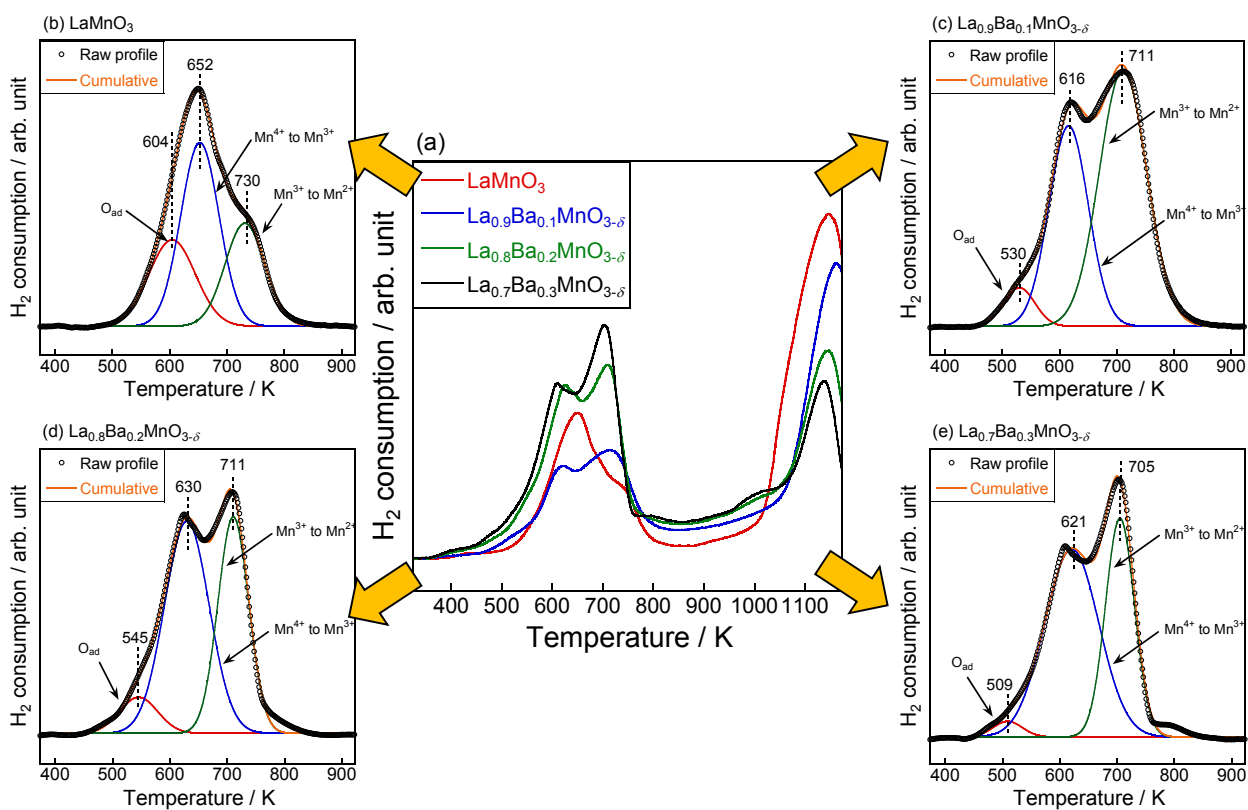 (b) LaMnO3
Raw profile
Cumulative
652
604
730
Mn4+ to Mn3+
Mn3+ to Mn2+
Oad
H2 consumption / arb. unit
400 500 600 700 800 900
Temperature / K
(c) La0.9Ba0.1MnO3-δ
Raw profile
Cumulative
711
616
530
Mn3+ to Mn2+
Mn4+ to Mn3+
Oad
H2 consumption / arb. unit
400 500 600 700 800 900
Temperature / K
(a)
LaMnO3
La0.9Ba0.1MnO3-δ
La0.8Ba0.2MnO3-δ
La0.7Ba0.3MnO3-δ
H2 consumption / arb. unit
400 500 600 700 800 900 1000 1100
Temperature / K
(d) La0.8Ba0.2MnO3-δ
Raw profile
Cumulative
711
630
545
Mn3+ to Mn2+
Mn4+ to Mn3+
Oad
H2 consumption / arb. unit
400 500 600 700 800 900
Temperature / K
(e) La0.7Ba0.3MnO3-δ
Raw profile
Cumulative
705
621
509
Mn3+ to Mn2+
Mn4+ to Mn3+
Oad
H2 consumption / arb. unit
400 500 600 700 800 900
Temperature / K